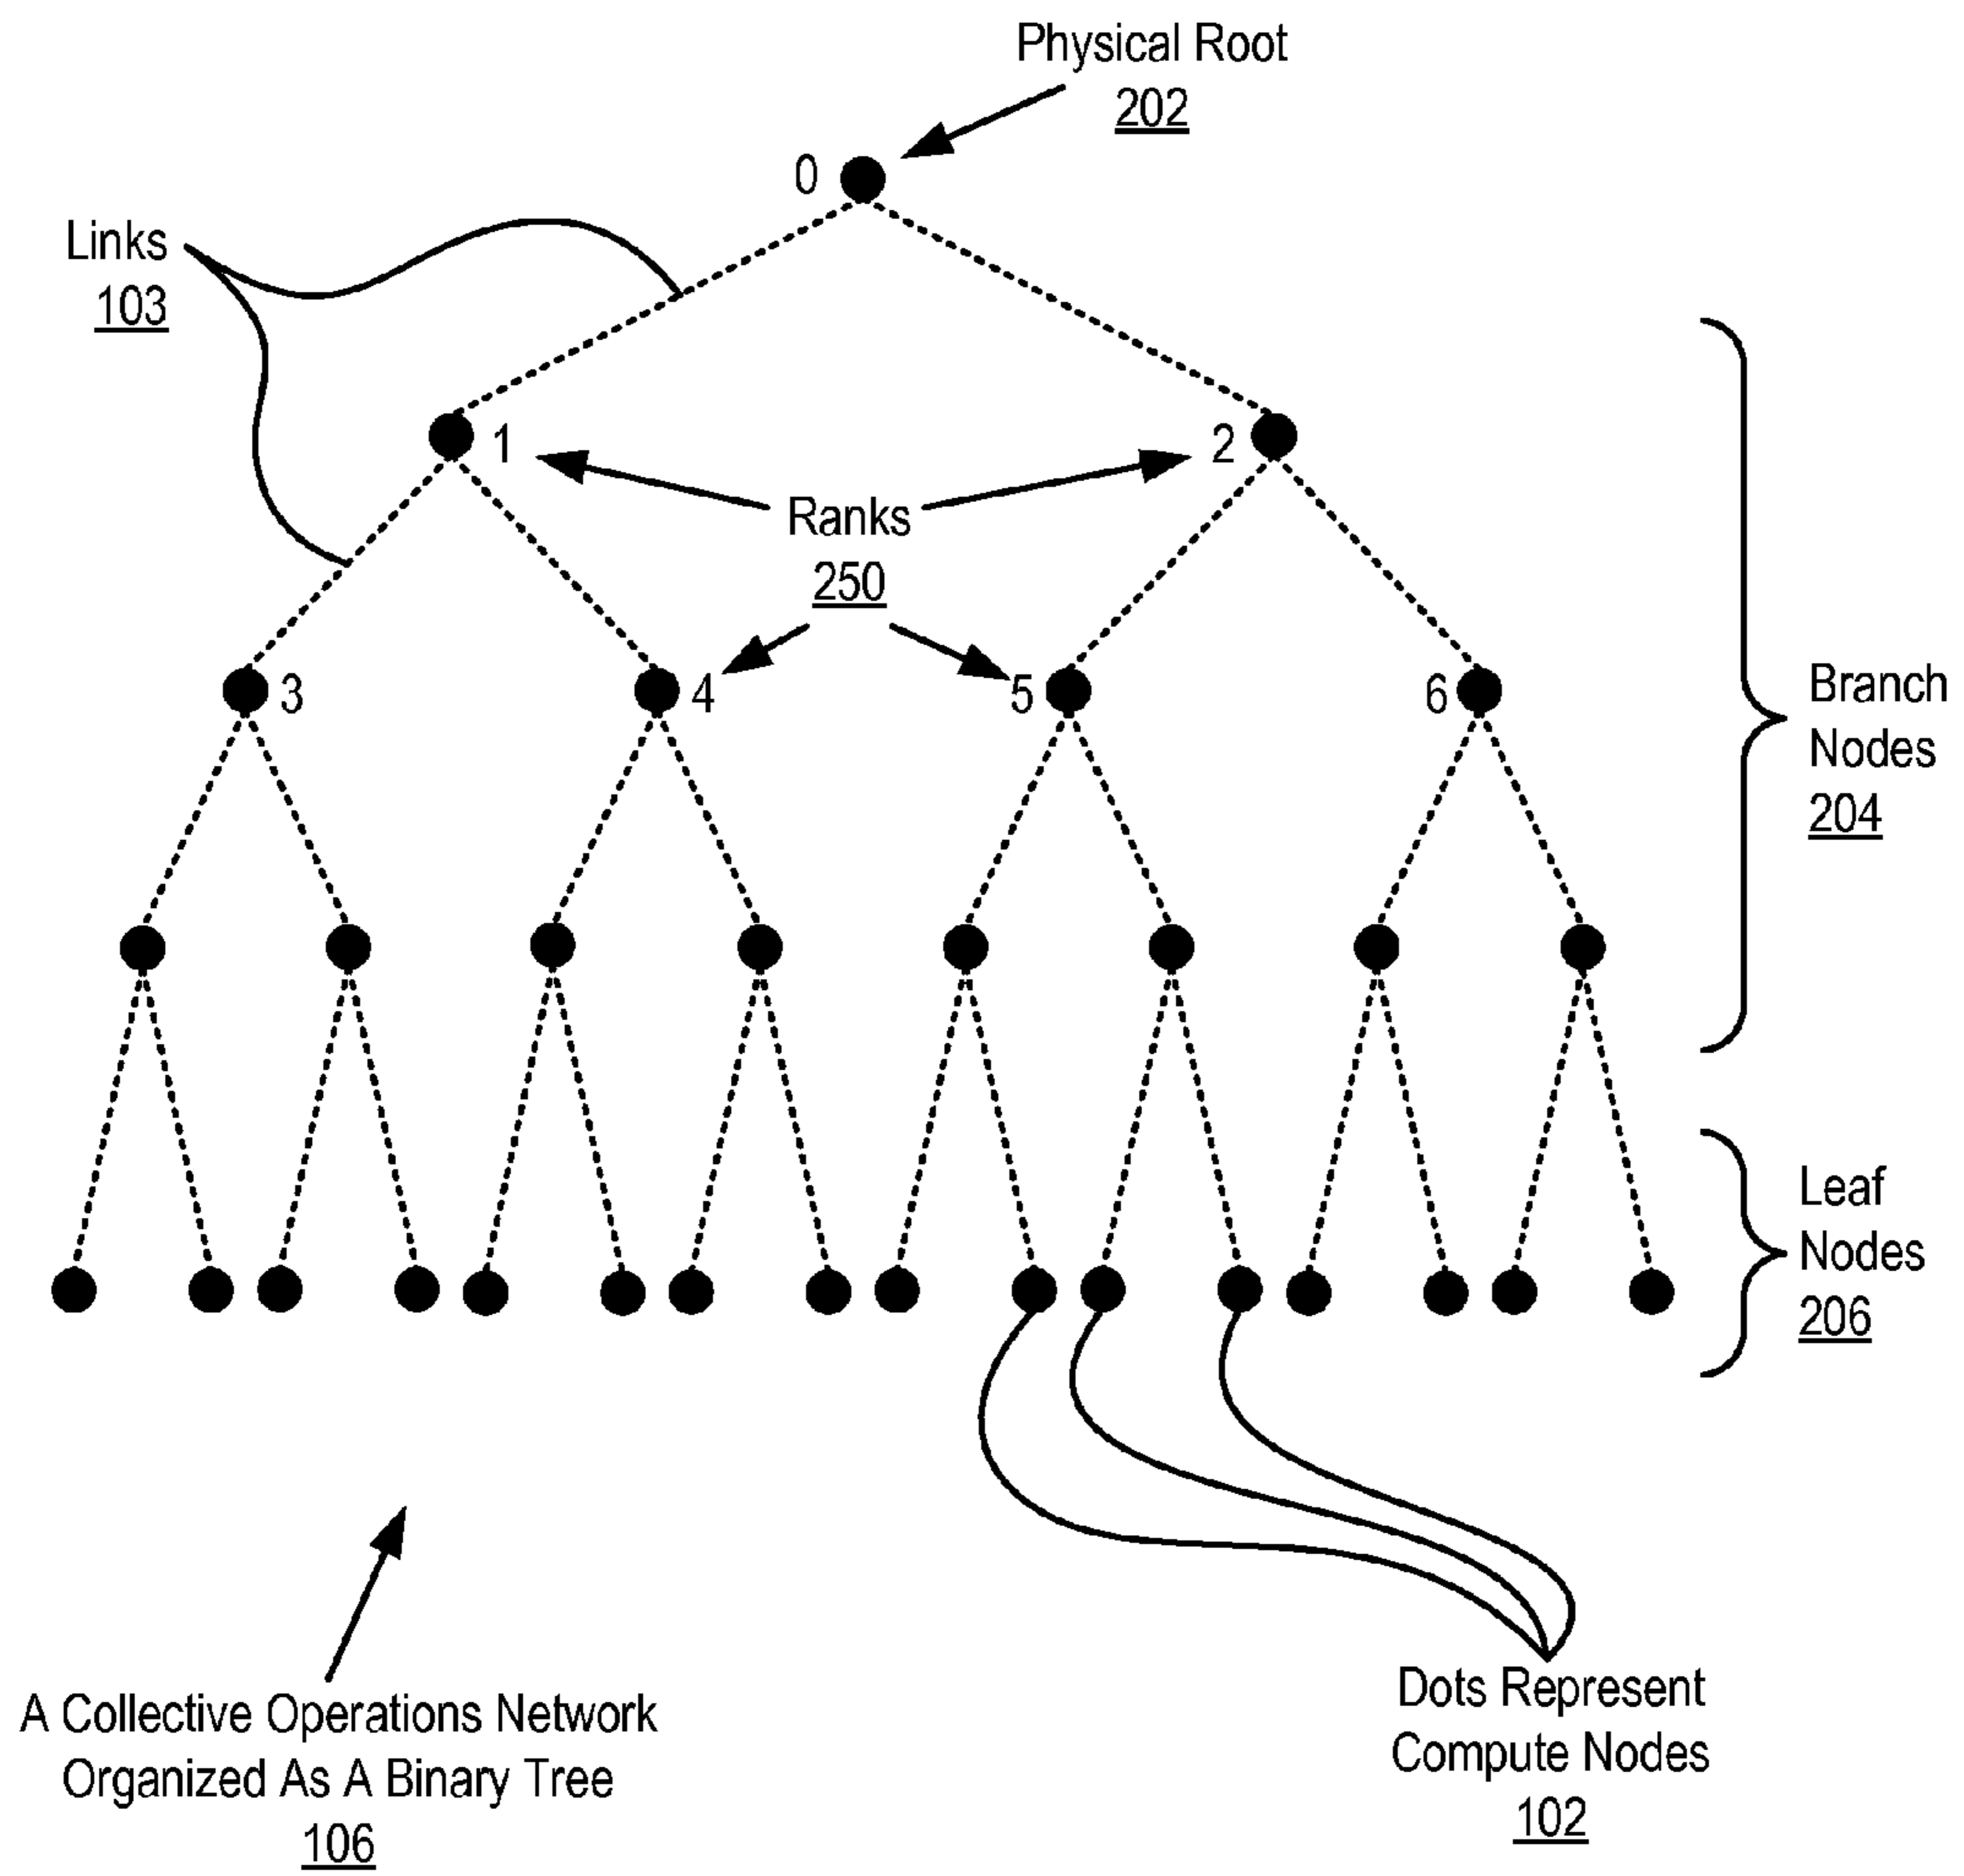 Physical Root
202
0
Links
103
1
2
Ranks
250
3
4
5
6
Branch
Nodes
204
Leaf
Nodes
206
A Collective Operations Network
Organized As A Binary Tree
106
Dots Represent
Compute Nodes
102